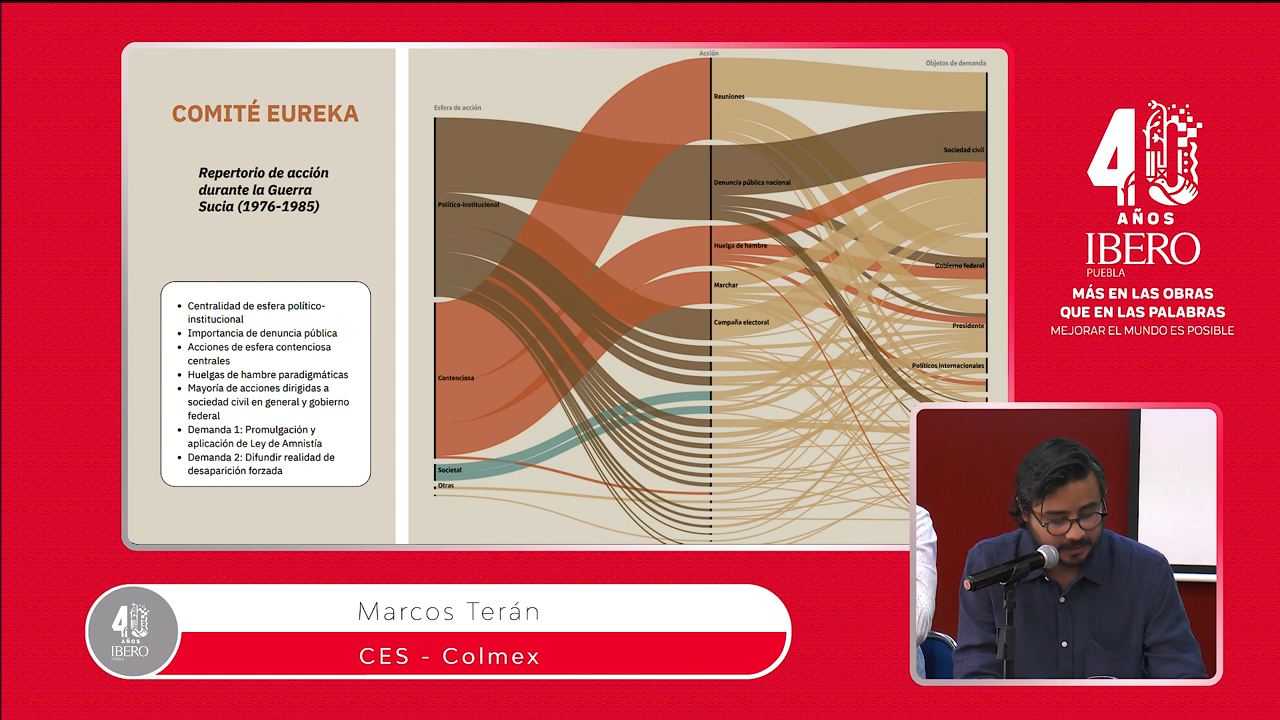 COMITÉ EUREKA
Repertorio de acción
durante la Guerra
Sucia (1976-1985)
• Centralidad de esfera político-
institucional
• Importancia de denuncia pública
• Acciones de esfera contenciosa
centrales
• Huelgas de hambre paradigmáticas
• Mayoría de acciones dirigidas a
sociedad civil en general y gobierno
federal
• Demanda 1: Promulgación y
aplicación de Ley de Amnistía
• Demanda 2: Difundir realidad de
desaparición forzada
Esfera de acción
Político-institucional
Contenciosa
Societal
Otras
Acción
Reuniones
Denuncia pública nacional
Huelga de hambre
Marchar
Campaña electoral
Objetos de demanda
Sociedad civil
Gobierno federal
Presidente
Políticos internacionales
40
AÑOS
IBERO
PUEBLA
MÁS EN LAS OBRAS
QUE EN LAS PALABRAS
MEJORAR EL MUNDO ES POSIBLE
40
AÑOS
IBERO
PUEBLA
Marcos Terán
CES - Colmex